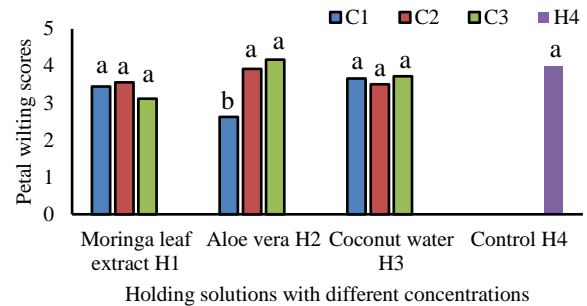 C1 C2 C3 H4
Petal wilting scores
5
4
3
2
1
0
a a a
b a a
a a a
a
Moringa leaf extract H1
Aloe vera H2
Coconut water H3
Control H4
Holding solutions with different concentrations